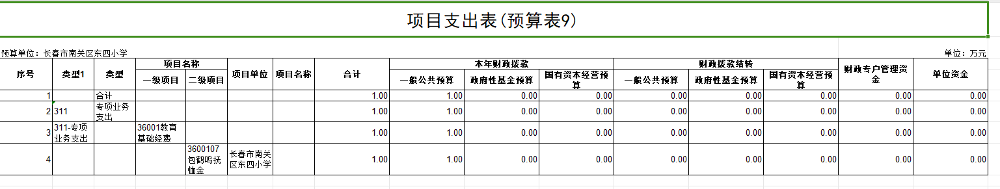 项目支出表(预算表9)
预算单位：长春市南关区东四小学 单位：万元
序号 类型1 类型 项目名称 项目单位 项目名称 合计 本年财政拨款 财政拨款结转 财政专户管理资金 单位资金
一级项目 二级项目 一般公共预算 政府性基金预算 国有资本经营预算 一般公共预算 政府性基金预算 国有资本经营预算
1 合计 1.00 1.00 0.00 0.00 0.00 0.00 0.00 0.00 0.00
2 311 专项业务支出 1.00 1.00 0.00 0.00 0.00 0.00 0.00 0.00 0.00
3 311-专项业务支出 36001教育基础经费 1.00 1.00 0.00 0.00 0.00 0.00 0.00 0.00 0.00
4 3600107包鹤鸣抚恤金 长春市南关区东四小学 1.00 1.00 0.00 0.00 0.00 0.00 0.00 0.00 0.00